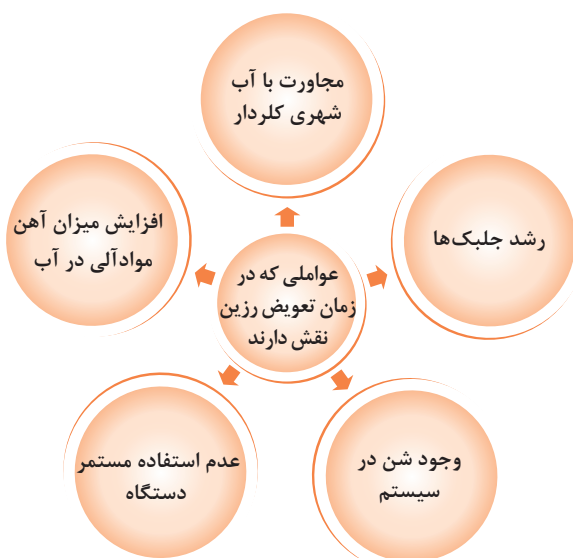 مجاورت با آب
شهری کلردار
رشد جلبک‌ها
افزایش میزان آهن
موادآلی در آب
عواملی که در
زمان تعویض رزین
نقش دارند
وجود شن در
سیستم
عدم استفاده مستمر
دستگاه